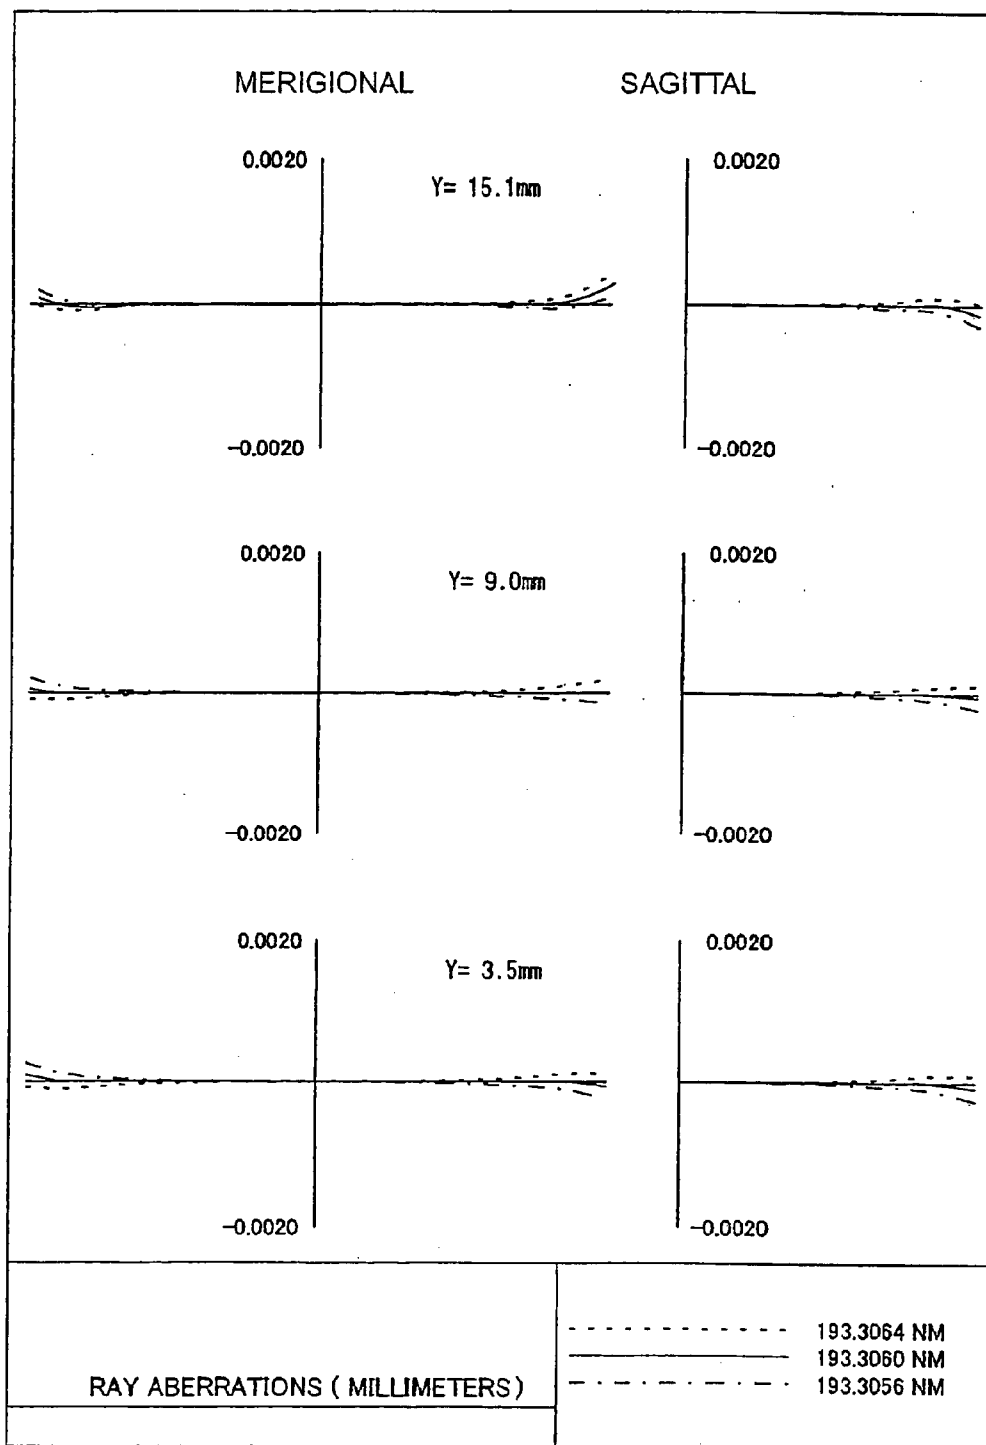 MERIGIONAL SAGITTAL
0.0020 0.0020
Y= 15.1mm
-0.0020 -0.0020
0.0020 0.0020
Y= 9.0mm
-0.0020 -0.0020
0.0020 0.0020
Y= 3.5mm
-0.0020 -0.0020
193.3064 NM
193.3060 NM
RAY ABERRATIONS ( MILLIMETERS) 193.3056 NM